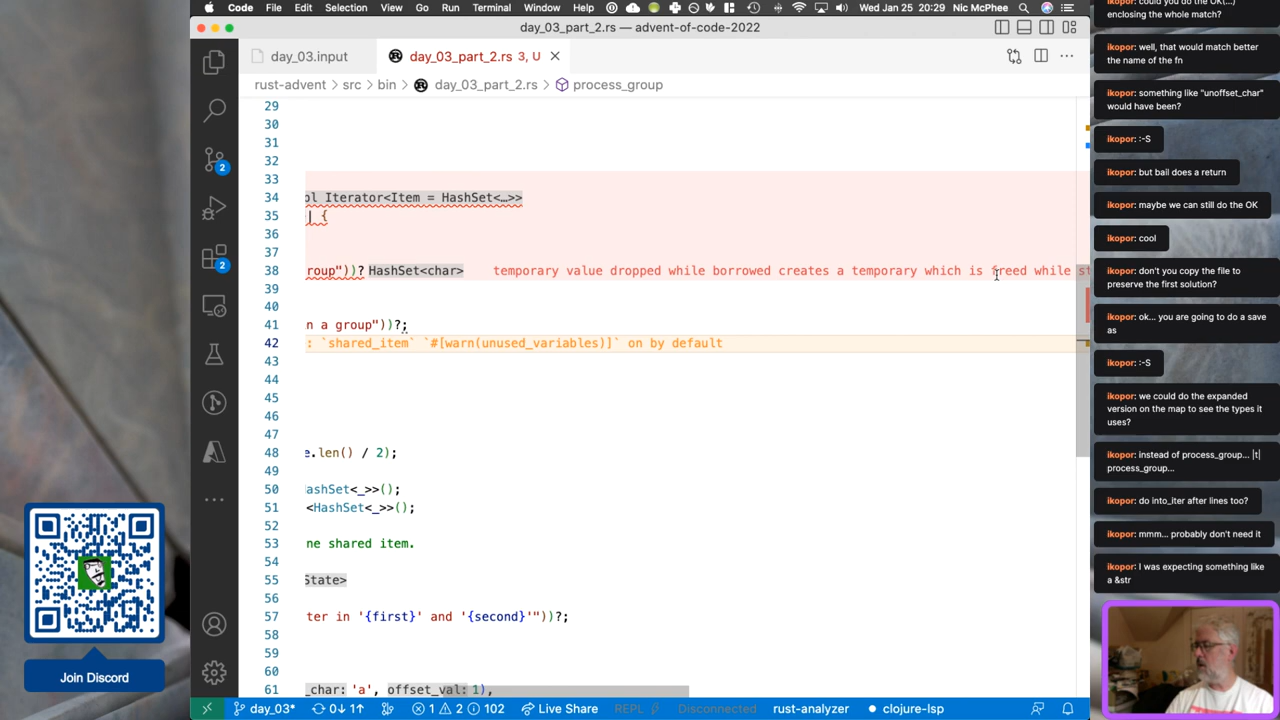 Code File Edit Selection View Go Run Terminal Window Help Wed Jan 25 20:29 Nic McPhee
day_03_part_2.rs — advent-of-code-2022
day_03.input
day_03_part_2.rs 3, U
rust-advent > src > bin > day_03_part_2.rs > process_group
29
30
31
32
33
34 ol Iterator<Item = HashSet<…>>
35 | {
36
37
38 roup"))? HashSet<char> temporary value dropped while borrowed creates a temporary which is freed while st
39
40
41 n a group"))?;
42 : `shared_item` `#[warn(unused_variables)]` on by default
43
44
45
46
47
48 e.len() / 2);
49
50 ashSet<_>>();
51 <HashSet<_>>();
52
53 ne shared item.
54
55 State>
56
57 ter in '{first}' and '{second}'"))?;
58
59
60
61 _char: 'a', offset_val: 1),
2
2
day_03* 0↓ 1↑ 1 2 102 Live Share REPL Disconnected rust-analyzer clojure-lsp
Join Discord
ikopor: could you do the OK(...)
enclosing the whole match?
ikopor: well, that would match better
the name of the fn
ikopor: something like "unoffset_char"
would have been?
ikopor: :-S
ikopor: but bail does a return
ikopor: maybe we can still do the OK
ikopor: cool
ikopor: don't you copy the file to
preserve the first solution?
ikopor: ok... you are going to do a save
as
ikopor: :-S
ikopor: we could do the expanded
version on the map to see the types it
uses?
ikopor: instead of process_group... |t|
process_group...
ikopor: do into_iter after lines too?
ikopor: mmm... probably don't need it
ikopor: I was expecting something like
a &str